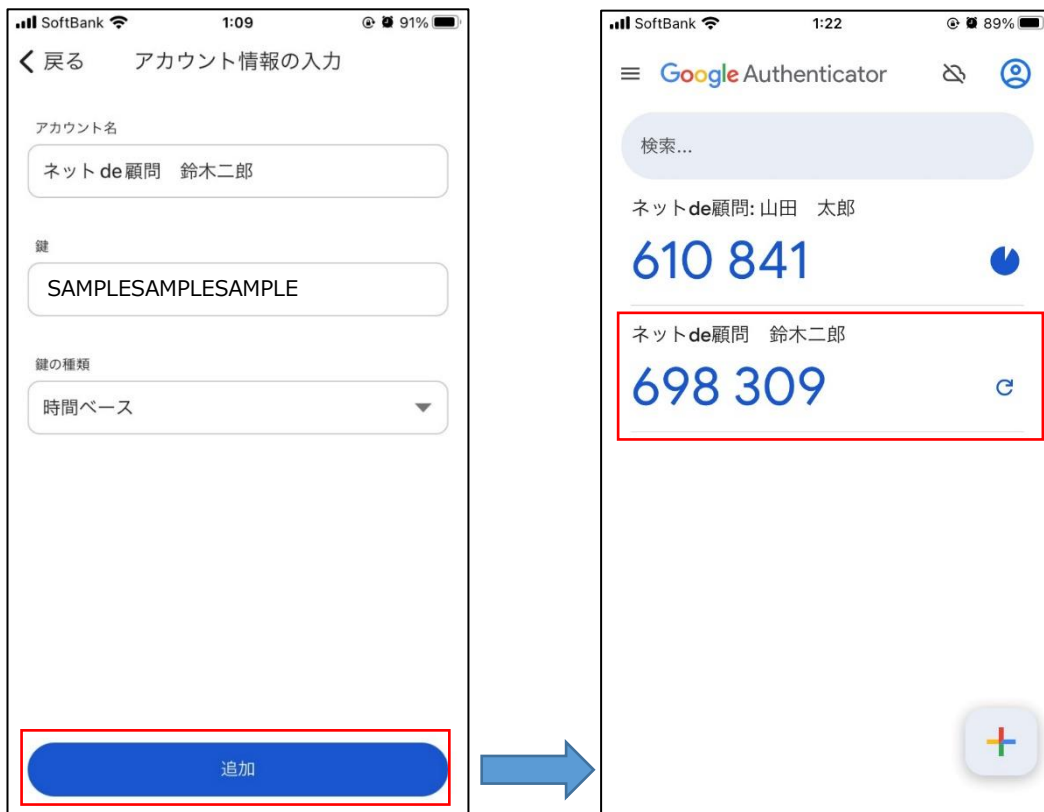 SoftBank 1:09 91%
戻る アカウント情報の入力
アカウント名
ネット de顧問　鈴木二郎
鍵
SAMPLESAMPLESAMPLE
鍵の種類
時間ベース
追加
SoftBank 1:22 89%
Google Authenticator
検索...
ネットde顧問: 山田　太郎
610 841
ネットde顧問　鈴木二郎
698 309